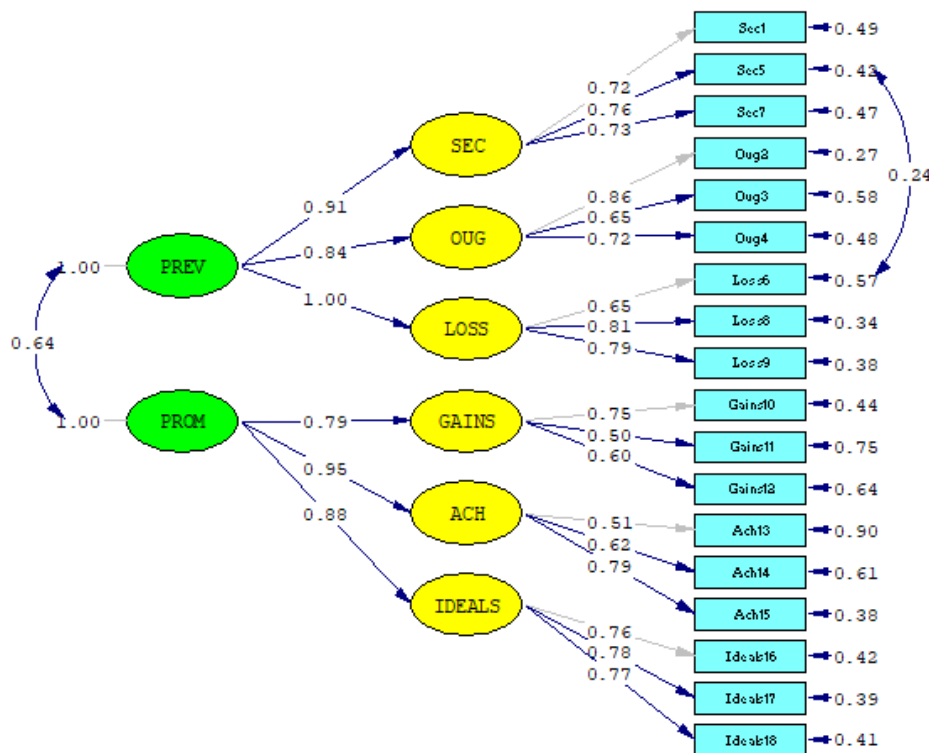 Sec1 0.49
0.72
Sec5 0.43
0.76
Sec7 0.47
0.73
SEC
Oug2 0.27
0.24
0.86
Oug3 0.58
0.65
0.91
OUG
Oug4 0.48
0.72
0.84
1.00 PREV
Loss6 0.57
0.65
1.00
LOSS
Loss8 0.34
0.81
0.64
0.79
Loss9 0.38
Gains10 0.44
0.75
1.00 PROM 0.79 GAINS
Gains11 0.75
0.50
0.60
0.95
Gains12 0.64
ACH
0.51
Ach13 0.90
0.88
0.62
Ach14 0.61
0.79
IDEALS
Ach15 0.38
0.76
Ideals16 0.42
0.78
0.77
Ideals17 0.39
Ideals18 0.41